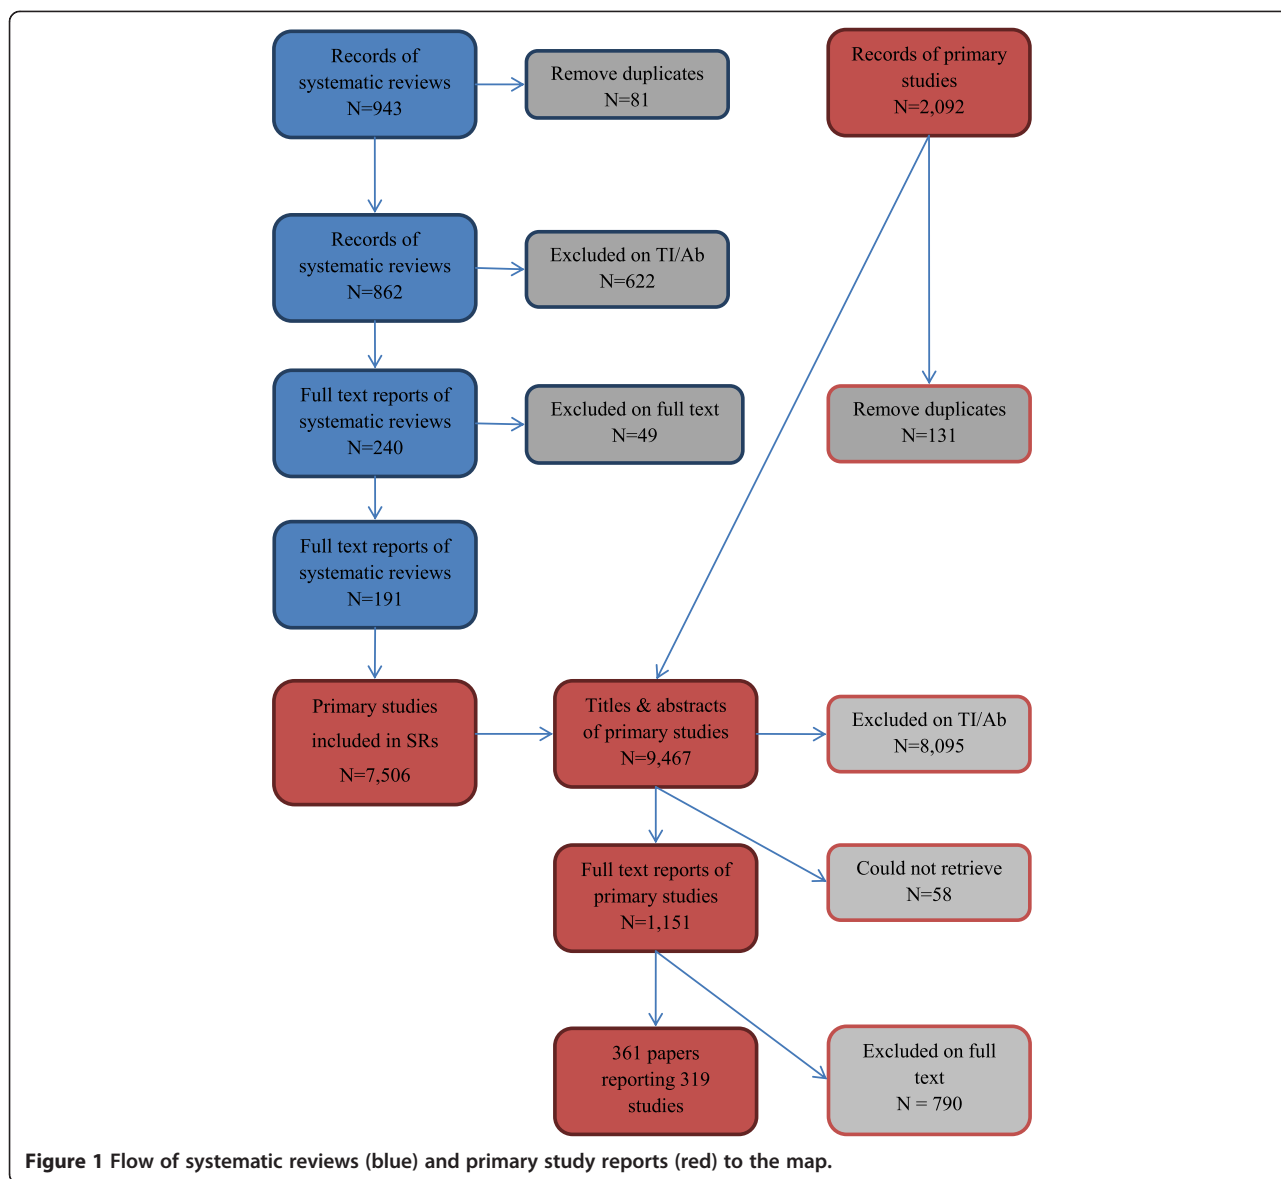 Records of
systematic reviews
N=943
Remove duplicates
N=81
Records of primary
studies
N=2,092
Records of
systematic reviews
N=862
Excluded on TI/Ab
N=622
Full text reports of
systematic reviews
N=240
Excluded on full text
N=49
Remove duplicates
N=131
Full text reports of
systematic reviews
N=191
Primary studies
included in SRs
N=7,506
Titles & abstracts
of primary studies
N=9,467
Excluded on TI/Ab
N=8,095
Full text reports of
primary studies
N=1,151
Could not retrieve
N=58
361 papers
reporting 319
studies
Excluded on full
text
N = 790
Figure 1 Flow of systematic reviews (blue) and primary study reports (red) to the map.